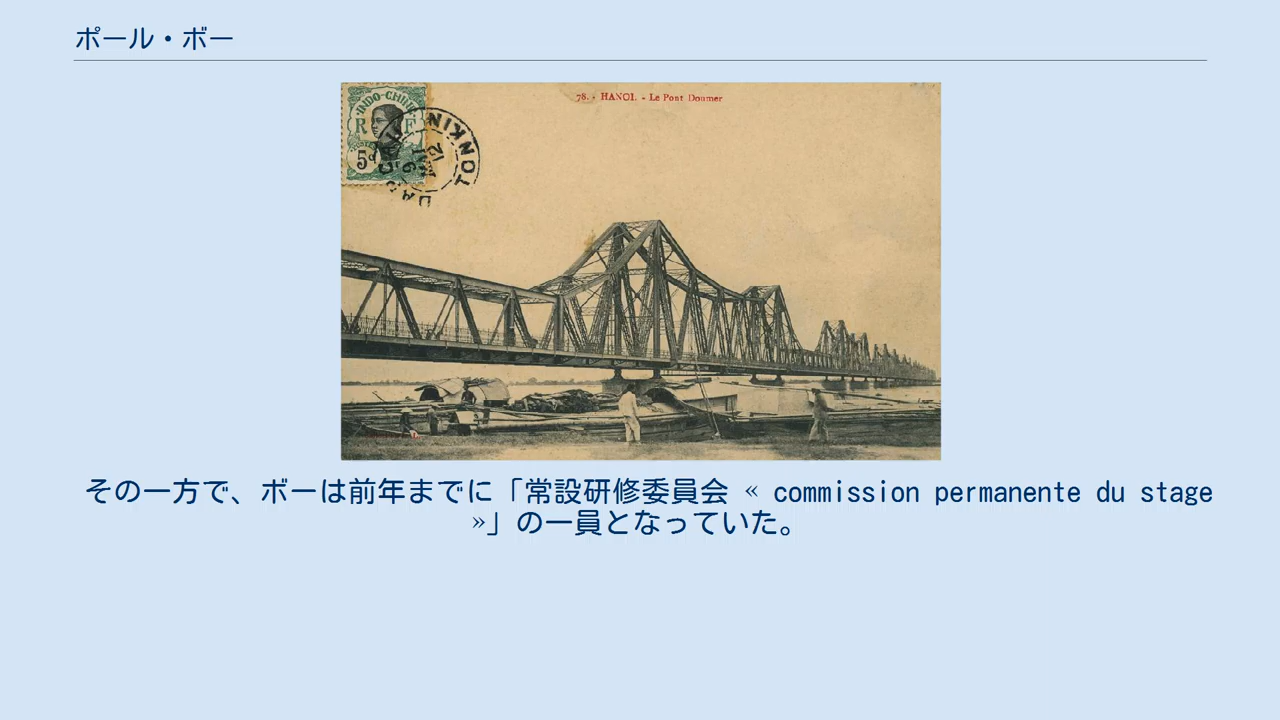 ポール・ボー
78. - HANOI. - Le Pont Doumer
INDO-CHINE
R F
5
TONKIN
その一方で、ボーは前年までに「常設研修委員会 « commission permanente du stage
»」の一員となっていた。